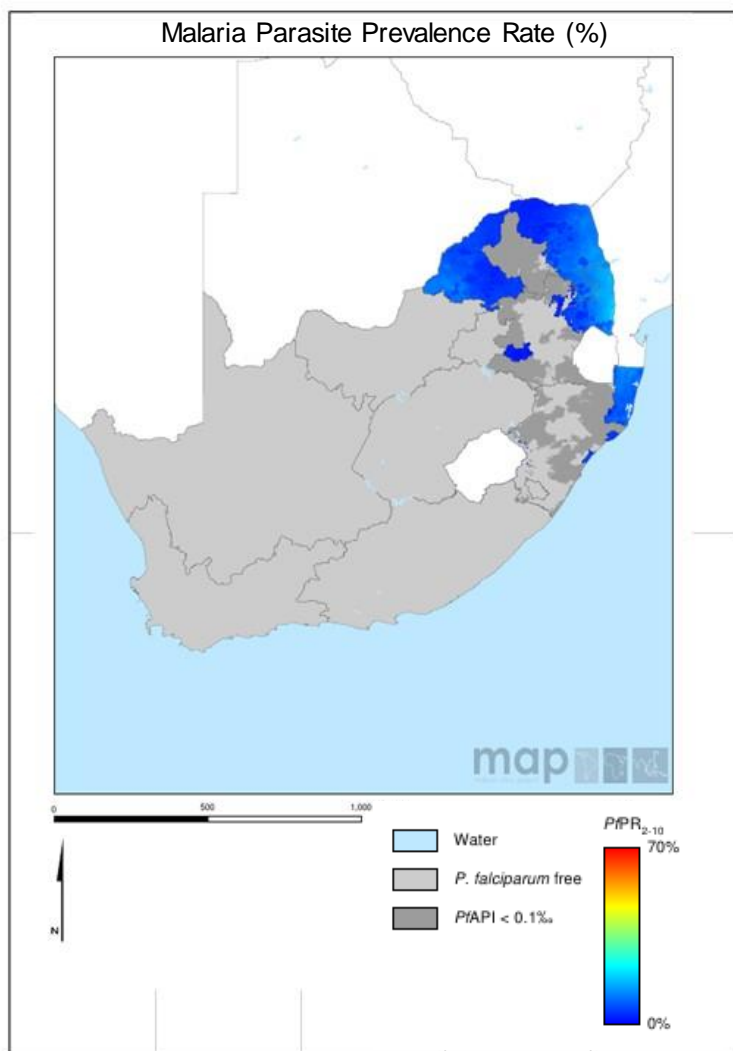 Malaria Parasite Prevalence Rate (%)
map
0 500 1,000
N
Water
P. falciparum free
PfAPI < 0.1‰
PfPR2-10
70%
0%